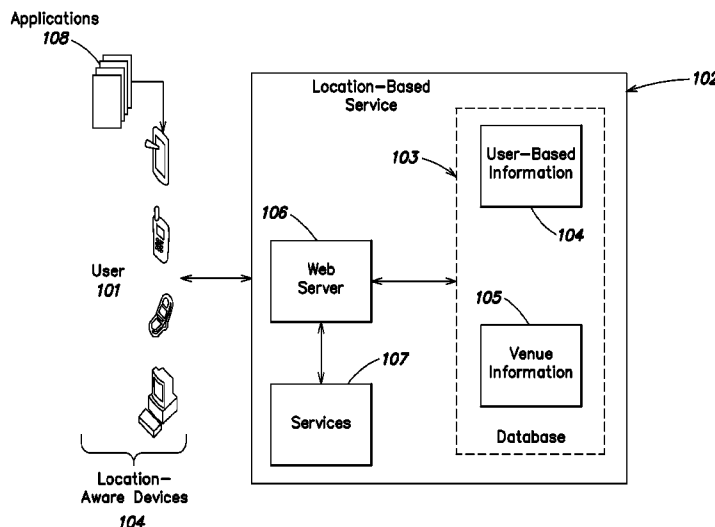 Applications
108
Location-Based
Service
102
103
User-Based
Information
104
106
Web
Server
User
101
105
Venue
Information
107
Services
Database
Location-
Aware Devices
104